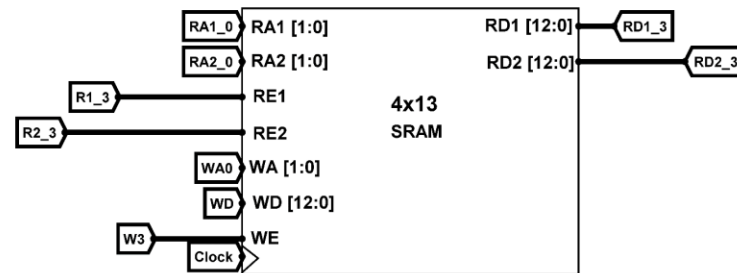 RA1_0 RA1 [1:0] RD1 [12:0] RD1_3
RA2_0 RA2 [1:0] RD2 [12:0] RD2_3
R1_3 RE1
4x13
R2_3 RE2
SRAM
WA0 WA [1:0]
WD WD [12:0]
W3 WE
Clock